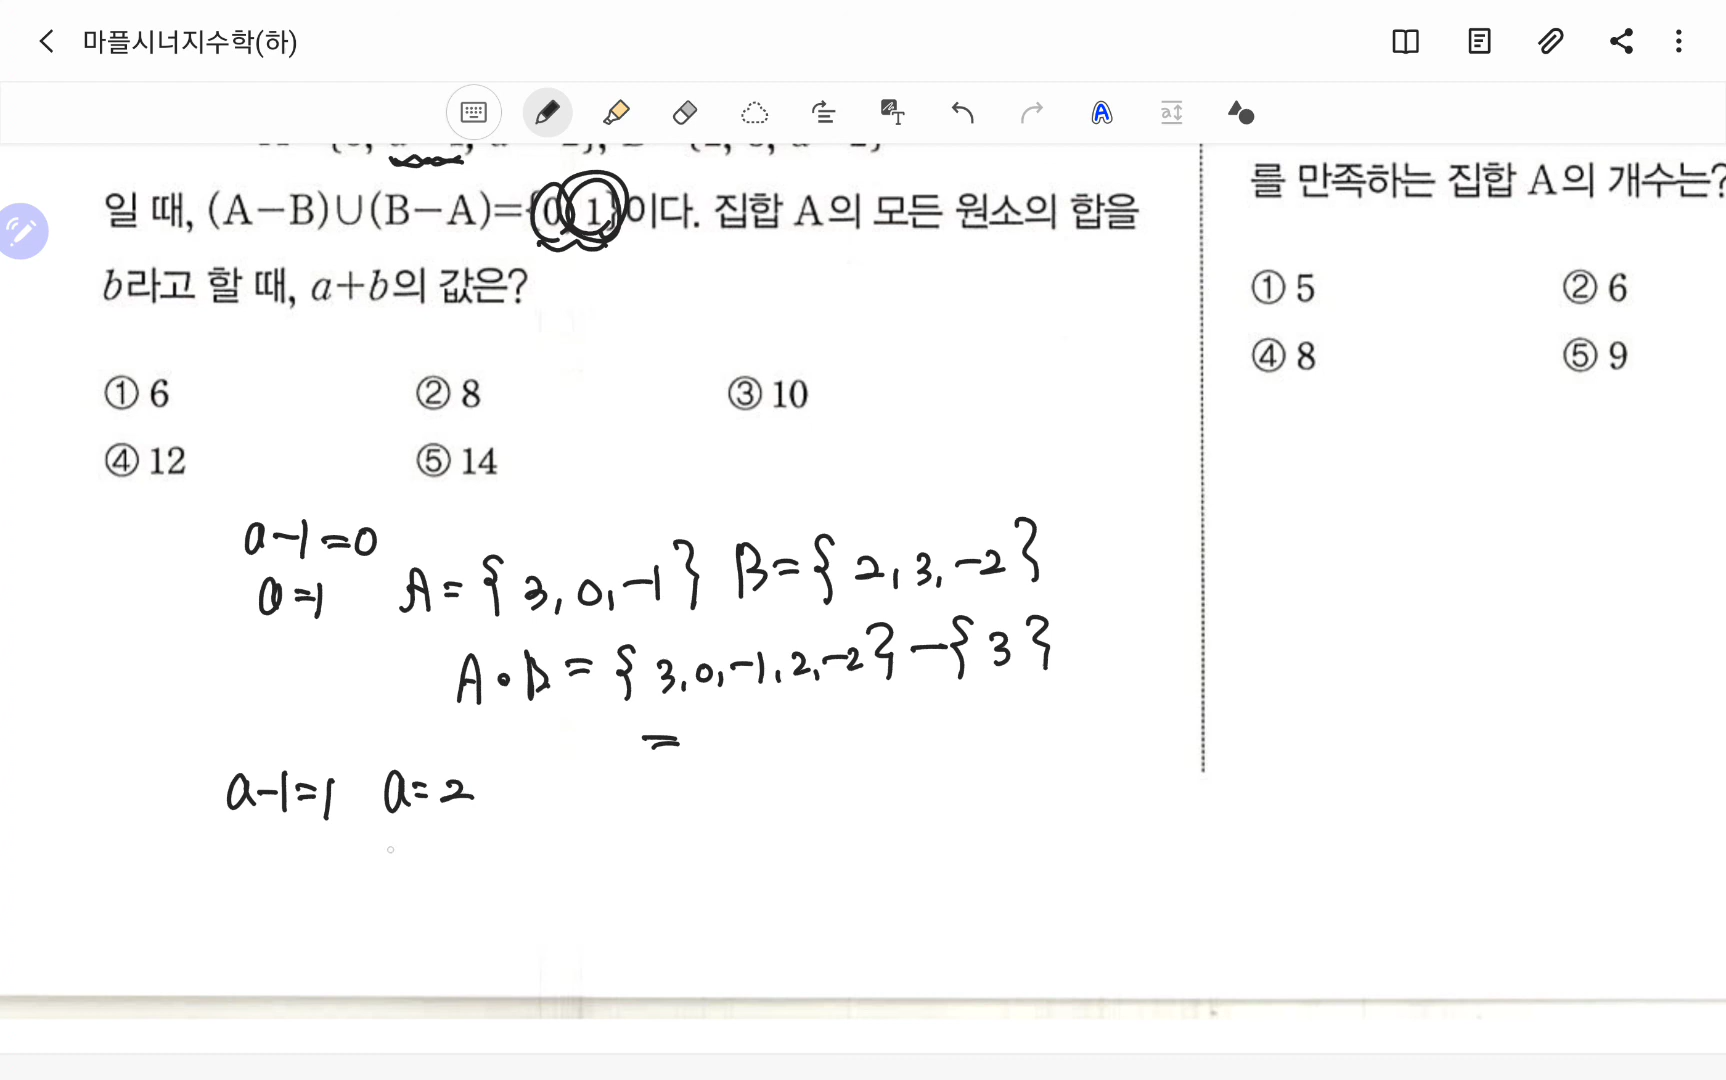 마플시너지수학(하)
일 때, (A-B)∪(B-A)={0, 1}이다. 집합 A의 모든 원소의 합을
b라고 할 때, a+b의 값은?
① 6 ② 8 ③ 10
④ 12 ⑤ 14
a-1=0
a=1 A={3, 0, -1} B={2, 3, -2}
A∘B={3, 0, -1, 2, -2}-{3}
=
a-1=1 a=2
를 만족하는 집합 A의 개수는?
① 5 ② 6
④ 8 ⑤ 9